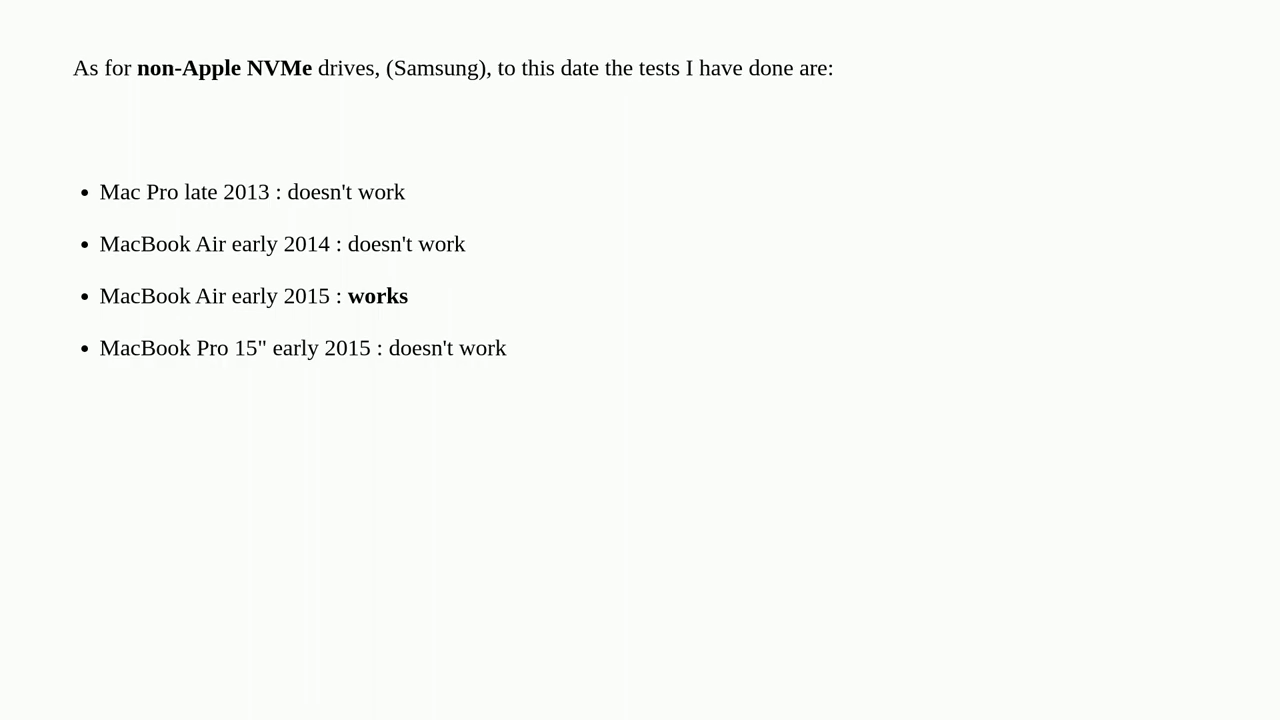 As for non-Apple NVMe drives, (Samsung), to this date the tests I have done are:
• Mac Pro late 2013 : doesn't work
• MacBook Air early 2014 : doesn't work
• MacBook Air early 2015 : works
• MacBook Pro 15" early 2015 : doesn't work